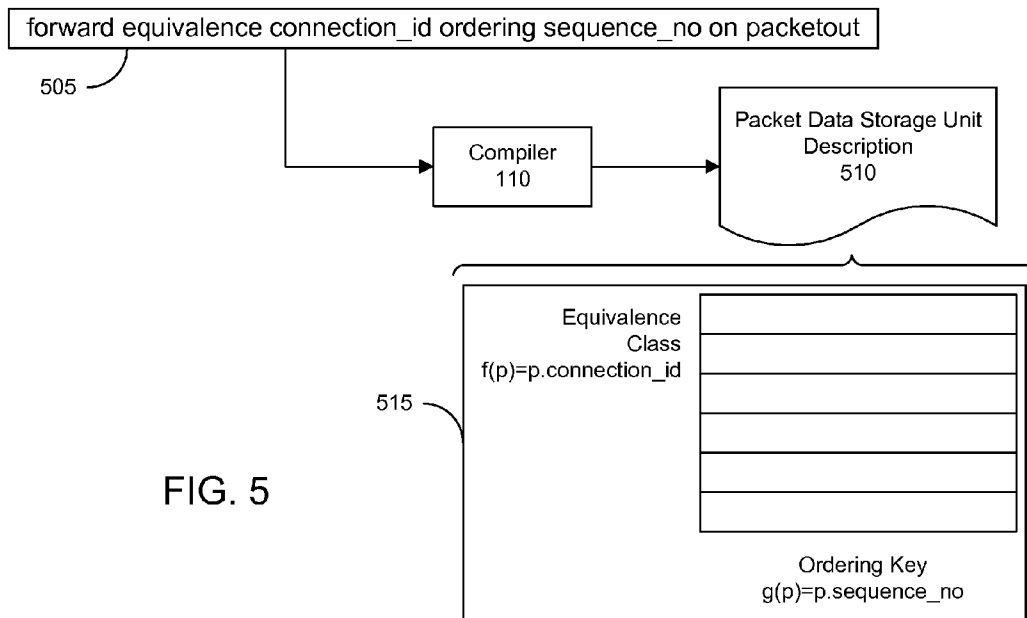 forward equivalence connection_id ordering sequence_no on packetout
505
Compiler
110
Packet Data Storage Unit
Description
510
Equivalence
Class
f(p)=p.connection_id
515
FIG. 5
Ordering Key
g(p)=p.sequence_no